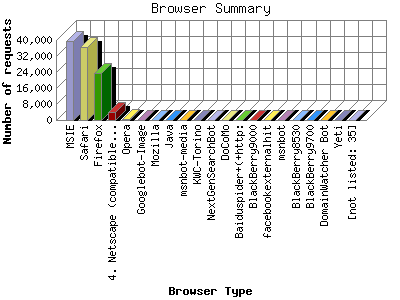 Browser Summary
Number of requests
40,000
32,000
24,000
16,000
8,000
0
MSIE
Safari
Firefox
4. Netscape (compatible...
Opera
Googlebot-Image
Mozilla
Java
msnbot-media
KWC-Torino
NextGenSearchBot
DoCoMo
Baiduspider+(+http:
BlackBerry9000
facebookexternalhit
msnbot
BlackBerry8530
BlackBerry9700
DomainWatcher Bot
Yeti
[not listed: 35]
Browser Type